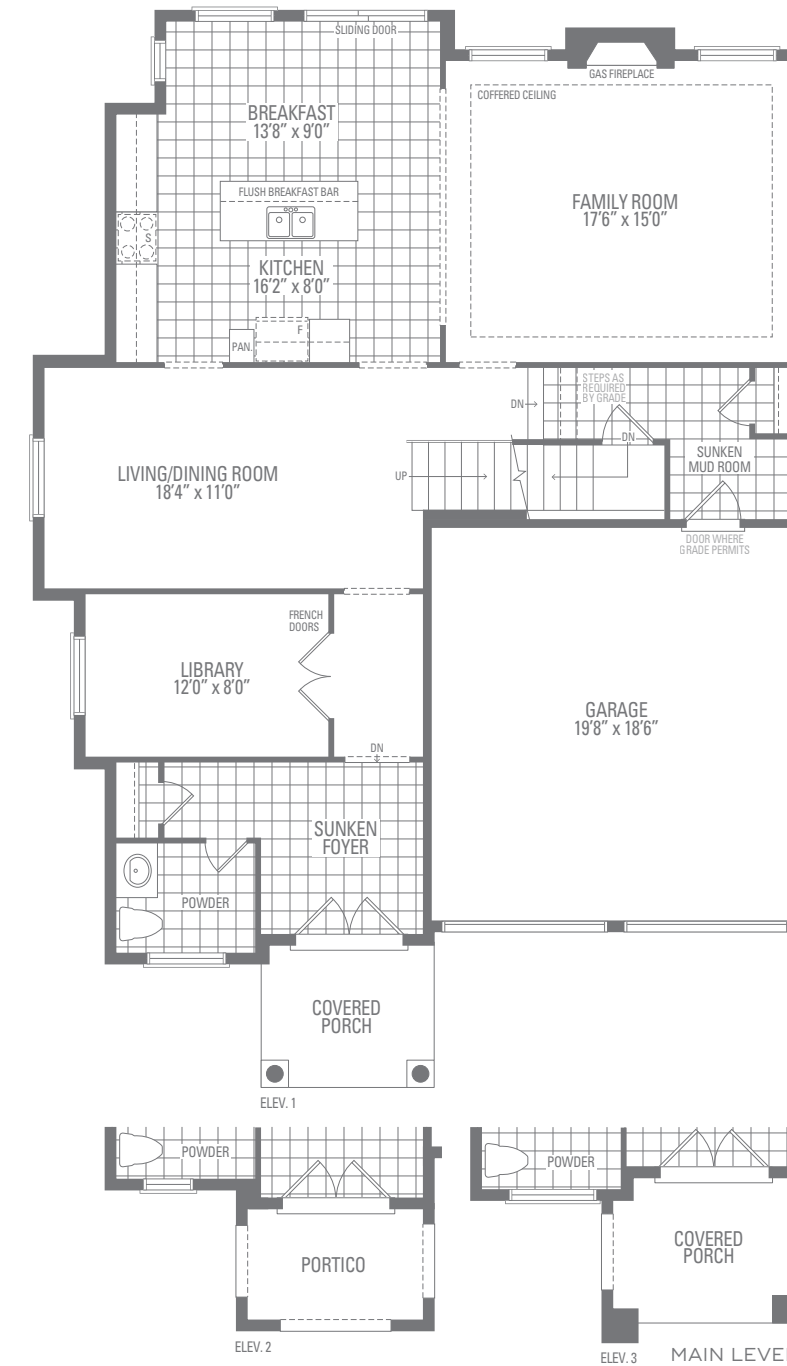 SLIDING DOOR
GAS FIREPLACE
COFFERED CEILING
BREAKFAST
13'8" x 9'0"
FLUSH BREAKFAST BAR
FAMILY ROOM
17'6" x 15'0"
S
KITCHEN
16'2" x 8'0"
F
PAN.
STEPS AS
REQUIRED
BY GRADE
DN
DN
SUNKEN
MUD ROOM
LIVING/DINING ROOM
18'4" x 11'0"
UP
DOOR WHERE
GRADE PERMITS
FRENCH
DOORS
LIBRARY
12'0" x 8'0"
GARAGE
19'8" x 18'6"
DN
SUNKEN
FOYER
POWDER
COVERED
PORCH
ELEV. 1
POWDER
PORTICO
ELEV. 2
POWDER
COVERED
PORCH
ELEV. 3
MAIN LEVEL